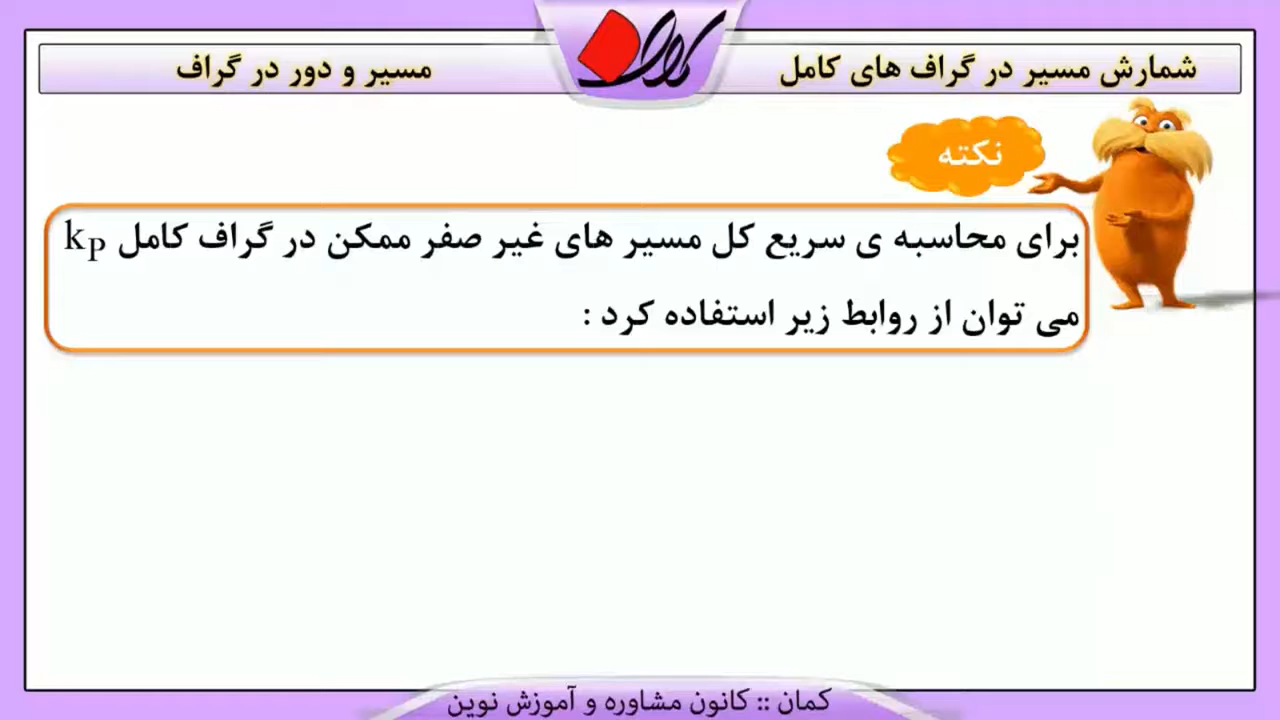 شمارش مسیر در گراف های کامل
مسیر و دور در گراف
نکته
برای محاسبه ی سریع کل مسیر های غیر صفر ممکن در گراف کامل kP
می توان از روابط زیر استفاده کرد :
کمان :: کانون مشاوره و آموزش نوین